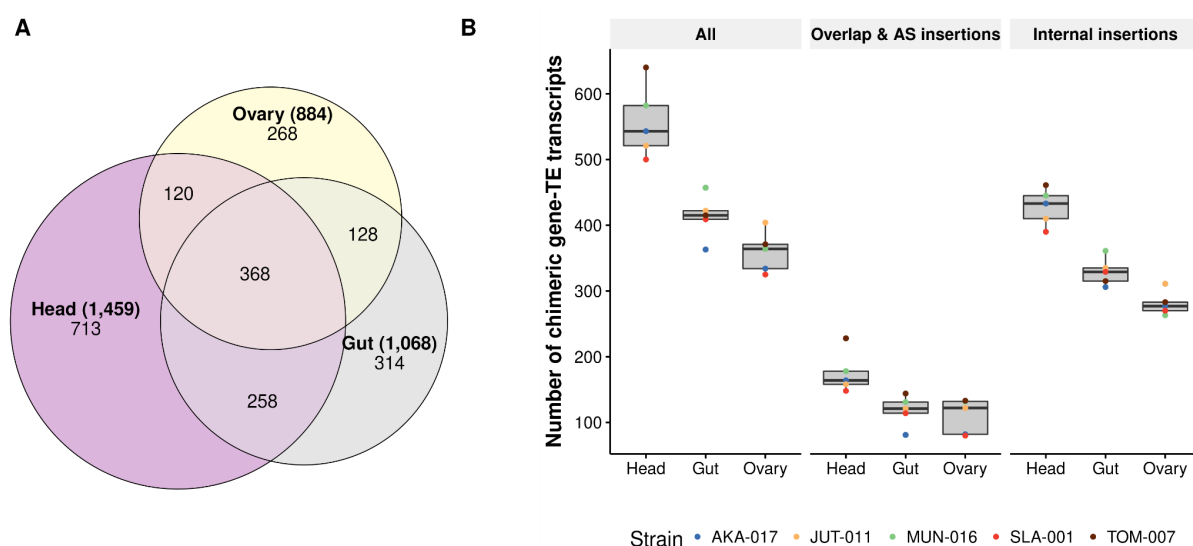 A
Ovary (884)
268
120
128
368
Head (1,459)
713
Gut (1,068)
314
258
B
All
Overlap & AS insertions
Internal insertions
Number of chimeric gene-TE transcripts
600
500
400
300
200
100
Head Gut Ovary
Head Gut Ovary
Head Gut Ovary
Strain AKA-017 JUT-011 MUN-016 SLA-001 TOM-007